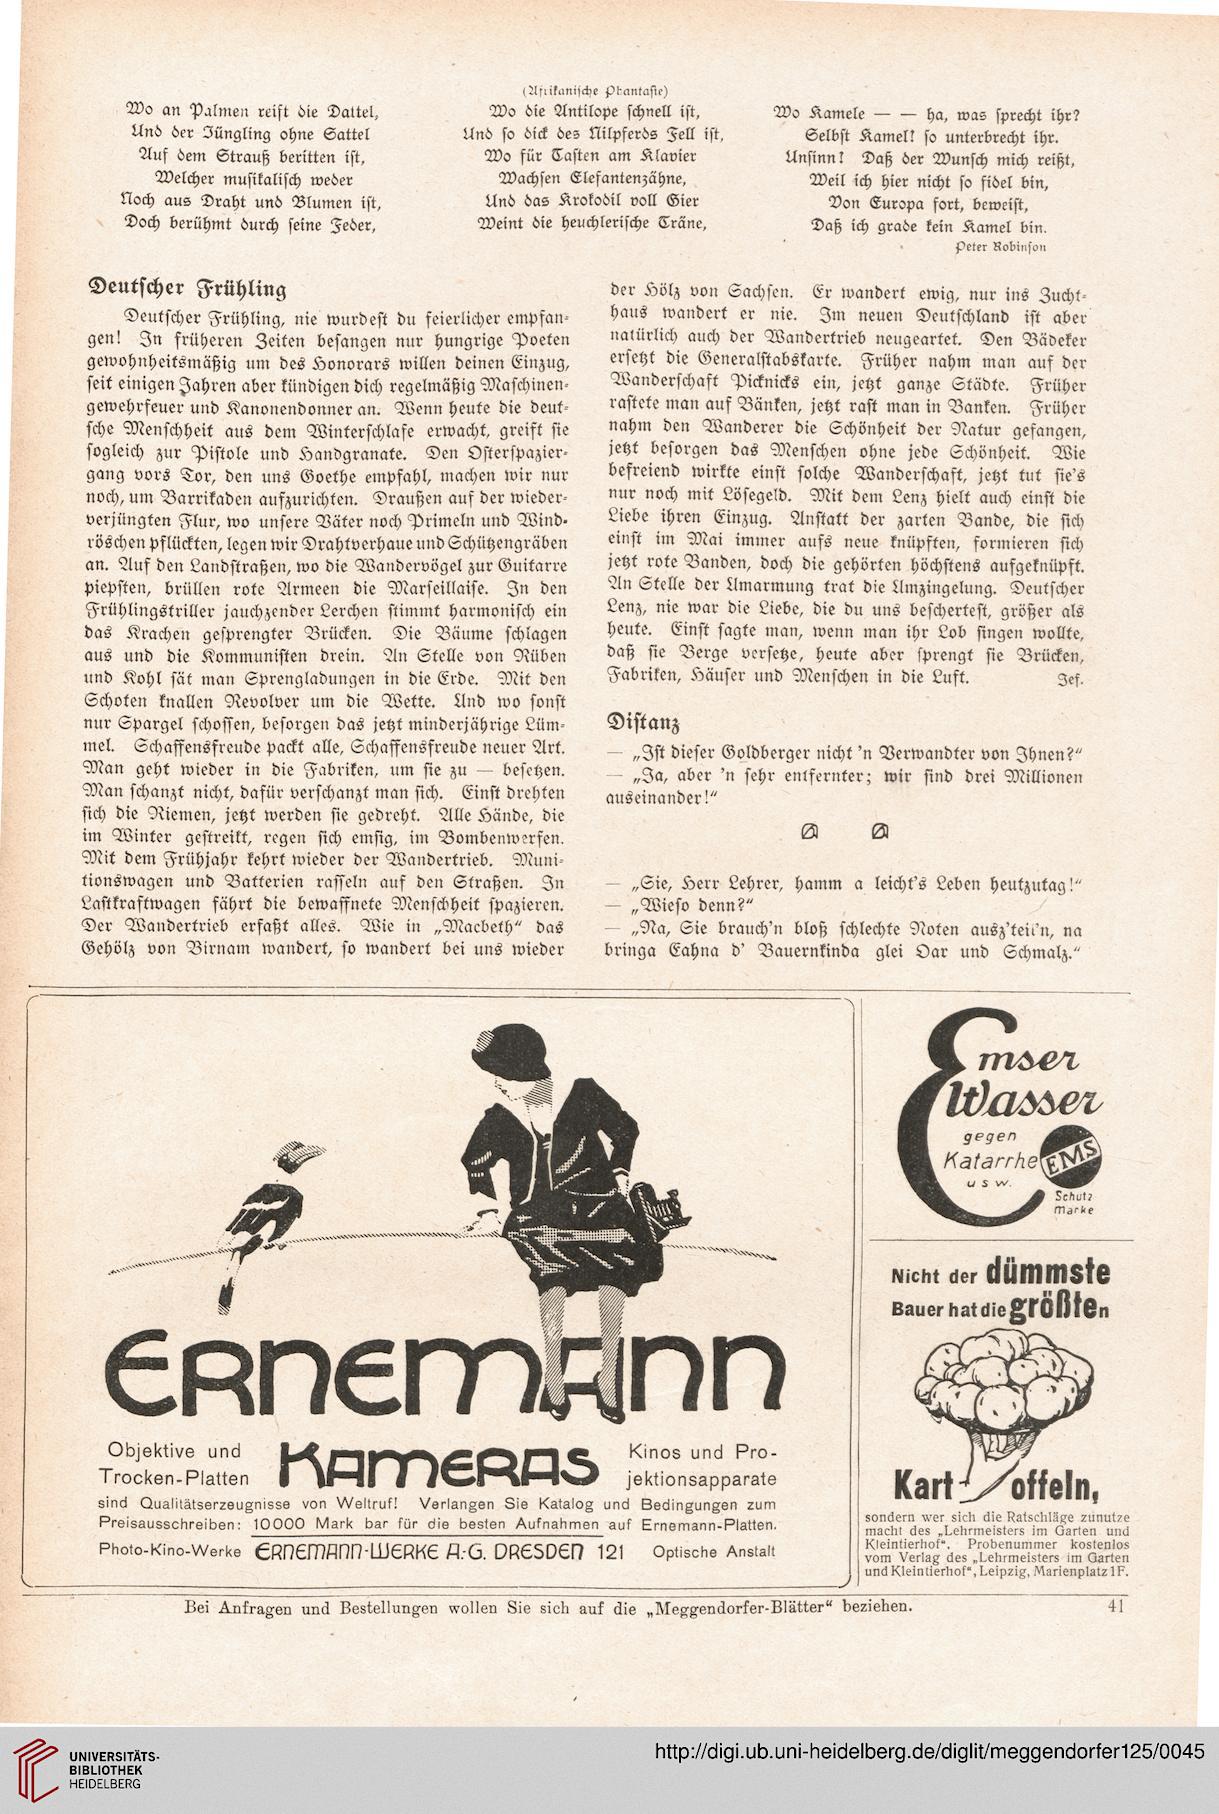 (Afrikanische Phantasie)
Wo an Palmen reift die Dattel,
Und der Jüngling ohne Sattel
Auf dem Strauß beritten ist,
Welcher musikalisch weder
Noch aus Draht und Blumen ist,
Doch berühmt durch seine Feder,
Wo die Antilope schnell ist,
Und so dick des Nilpferds Fell ist,
Wo für Tasten am Klavier
Wachsen Elefantenzähne,
Und das Krokodil voll Gier
Weint die heuchlerische Träne,
Wo Kamele — — ha, was sprecht ihr?
Selbst Kamel! so unterbrecht ihr.
Unsinn! Daß der Wunsch mich reißt,
Weil ich hier nicht so fidel bin,
Von Europa fort, beweist,
Daß ich grade kein Kamel bin.
Peter Robinson
Deutscher Frühling
Deutscher Frühling, nie wurdest du feierlicher empfan-
gen! In früheren Zeiten besangen nur hungrige Poeten
gewohnheitsmäßig um des Honorars willen deinen Einzug,
seit einigen Jahren aber kündigen dich regelmäßig Maschinen-
gewehrfeuer und Kanonendonner an. Wenn heute die deut-
sche Menschheit aus dem Winterschlafe erwacht, greift sie
sogleich zur Pistole und Handgranate. Den Osterspazier-
gang vors Tor, den uns Goethe empfahl, machen wir nur
noch, um Barrikaden aufzurichten. Draußen auf der wieder-
verjüngten Flur, wo unsere Väter noch Primeln und Wind-
röschen pflückten, legen wir Drahtverhaue und Schützengräben
an. Auf den Landstraßen, wo die Wandervögel zur Guitarre
piepsten, brüllen rote Armeen die Marseillaise. In den
Frühlingstriller jauchzender Lerchen stimmt harmonisch ein
das Krachen gesprengter Brücken. Die Bäume schlagen
aus und die Kommunisten drein. An Stelle von Rüben
und Kohl sät man Sprengladungen in die Erde. Mit den
Schoten knallen Revolver um die Wette. Und wo sonst
nur Spargel schossen, besorgen das jetzt minderjährige Lüm-
mel. Schaffensfreude packt alle, Schaffensfreude neuer Art.
Man geht wieder in die Fabriken, um sie zu — besetzen.
Man schanzt nicht, dafür verschanzt man sich. Einst drehten
sich die Riemen, jetzt werden sie gedreht. Alle Hände, die
im Winter gestreikt, regen sich emsig, im Bombenwerfen.
Mit dem Frühjahr kehrt wieder der Wandertrieb. Muni-
tionswagen und Batterien rasseln auf den Straßen. In
Lastkraftwagen fährt die bewaffnete Menschheit spazieren.
Der Wandertrieb erfaßt alles. Wie in „Macbeth“ das
Gehölz von Birnam wandert, so wandert bei uns wieder
der Hölz von Sachsen. Er wandert ewig, nur ins Zucht-
haus wandert er nie. Im neuen Deutschland ist aber
natürlich auch der Wandertrieb neugeartet. Den Bädeker
ersetzt die Generalstabskarte. Früher nahm man auf der
Wanderschaft Picknicks ein, jetzt ganze Städte. Früher
rastete man auf Bänken, jetzt rast man in Banken. Früher
nahm den Wanderer die Schönheit der Natur gefangen,
jetzt besorgen das Menschen ohne jede Schönheit. Wie
befreiend wirkte einst solche Wanderschaft, jetzt tut sie's
nur noch mit Lösegeld. Mit dem Lenz hielt auch einst die
Liebe ihren Einzug. Anstatt der zarten Bande, die sich
einst im Mai immer aufs neue knüpften, formieren sich
jetzt rote Banden, doch die gehörten höchstens aufgeknüpft.
An Stelle der Umarmung trat die Umzingelung. Deutscher
Lenz, nie war die Liebe, die du uns beschertest, größer als
heute. Einst sagte man, wenn man ihr Lob singen wollte,
daß sie Berge versetze, heute aber sprengt sie Brücken,
Fabriken, Häuser und Menschen in die Luft. Jef.
Distanz
— „Ist dieser Goldberger nicht 'n Verwandter von Ihnen?“
— „Ja, aber 'n sehr entfernter; wir sind drei Millionen
auseinander!“
— „Sie, Herr Lehrer, hamm a leicht's Leben heutzutag!“
— „Wieso denn?“
— „Na, Sie brauch'n bloß schlechte Noten ausz'teil'n, na
bringa Eahna d' Bauernkinda glei Oar und Schmalz.“
ERNEMANN
Objektive und
Trocken-Platten
KAMERAS
Kinos und Pro-
jektionsapparate
sind Qualitätserzeugnisse von Weltruf! Verlangen Sie Katalog und Bedingungen zum
Preisausschreiben: 10000 Mark bar für die besten Aufnahmen auf Ernemann-Platten.
Photo-Kino-Werke ERNEMANN-WERKE A.-G. DRESDEN 121 Optische Anstalt
Emser
Wasser
gegen
Katarrhe
usw.
EMS
Schutz
marke
Nicht der dümmste
Bauer hat die größten
Kartoffeln,
sondern wer sich die Ratschläge zunutze
macht des „Lehrmeisters im Garten und
Kleintierhof“. Probenummer kostenlos
vom Verlag des „Lehrmeisters im Garten
und Kleintierhof“, Leipzig, Marienplatz 1F.
Bei Anfragen und Bestellungen wollen Sie sich auf die „Meggendorfer-Blätter“ beziehen. 41
UNIVERSITÄTS-
BIBLIOTHEK
HEIDELBERG
http://digi.ub.uni-heidelberg.de/diglit/meggendorfer125/0045